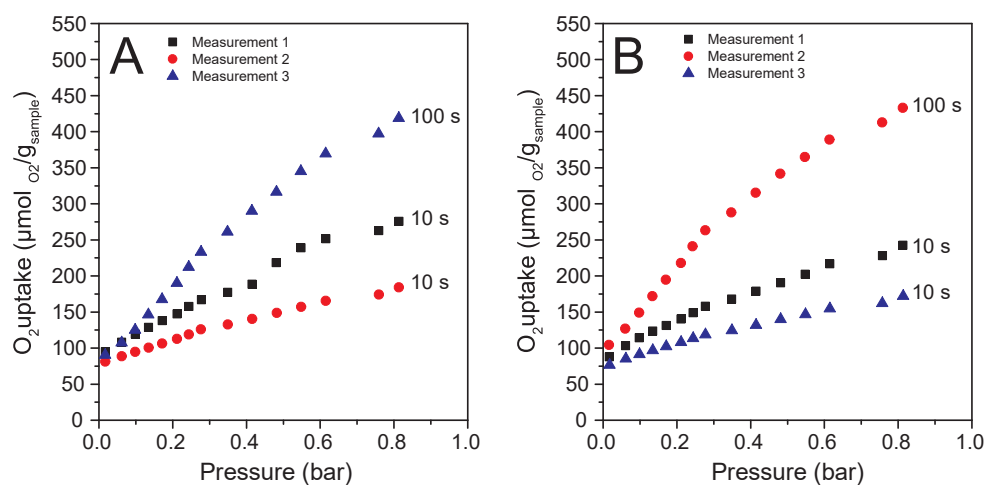 A
Measurement 1
Measurement 2
Measurement 3
100 s
10 s
10 s
550
500
450
400
350
300
250
200
150
100
50
0
0.0 0.2 0.4 0.6 0.8 1.0
O2uptake (µmol O2/gsample)
Pressure (bar)
B
Measurement 1
Measurement 2
Measurement 3
100 s
10 s
10 s
550
500
450
400
350
300
250
200
150
100
50
0
0.0 0.2 0.4 0.6 0.8 1.0
O2uptake (µmol O2/gsample)
Pressure (bar)